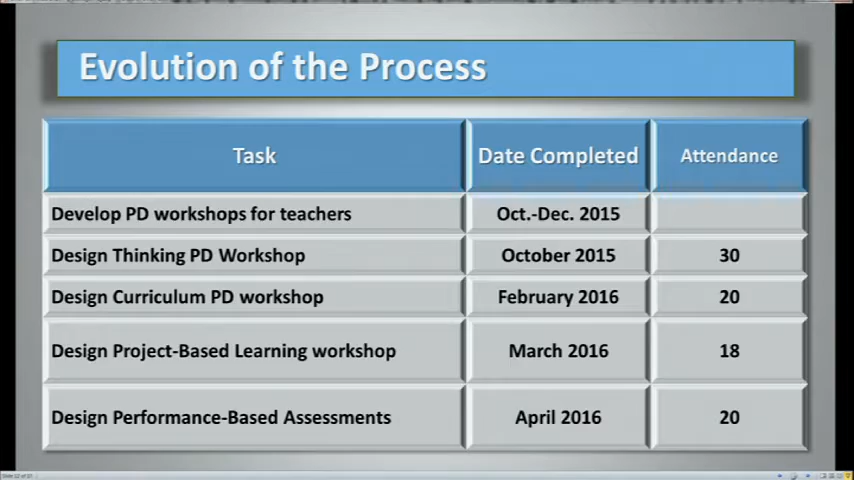 Evolution of the Process
Task Date Completed Attendance
Develop PD workshops for teachers Oct.-Dec. 2015
Design Thinking PD Workshop October 2015 30
Design Curriculum PD workshop February 2016 20
Design Project-Based Learning workshop March 2016 18
Design Performance-Based Assessments April 2016 20